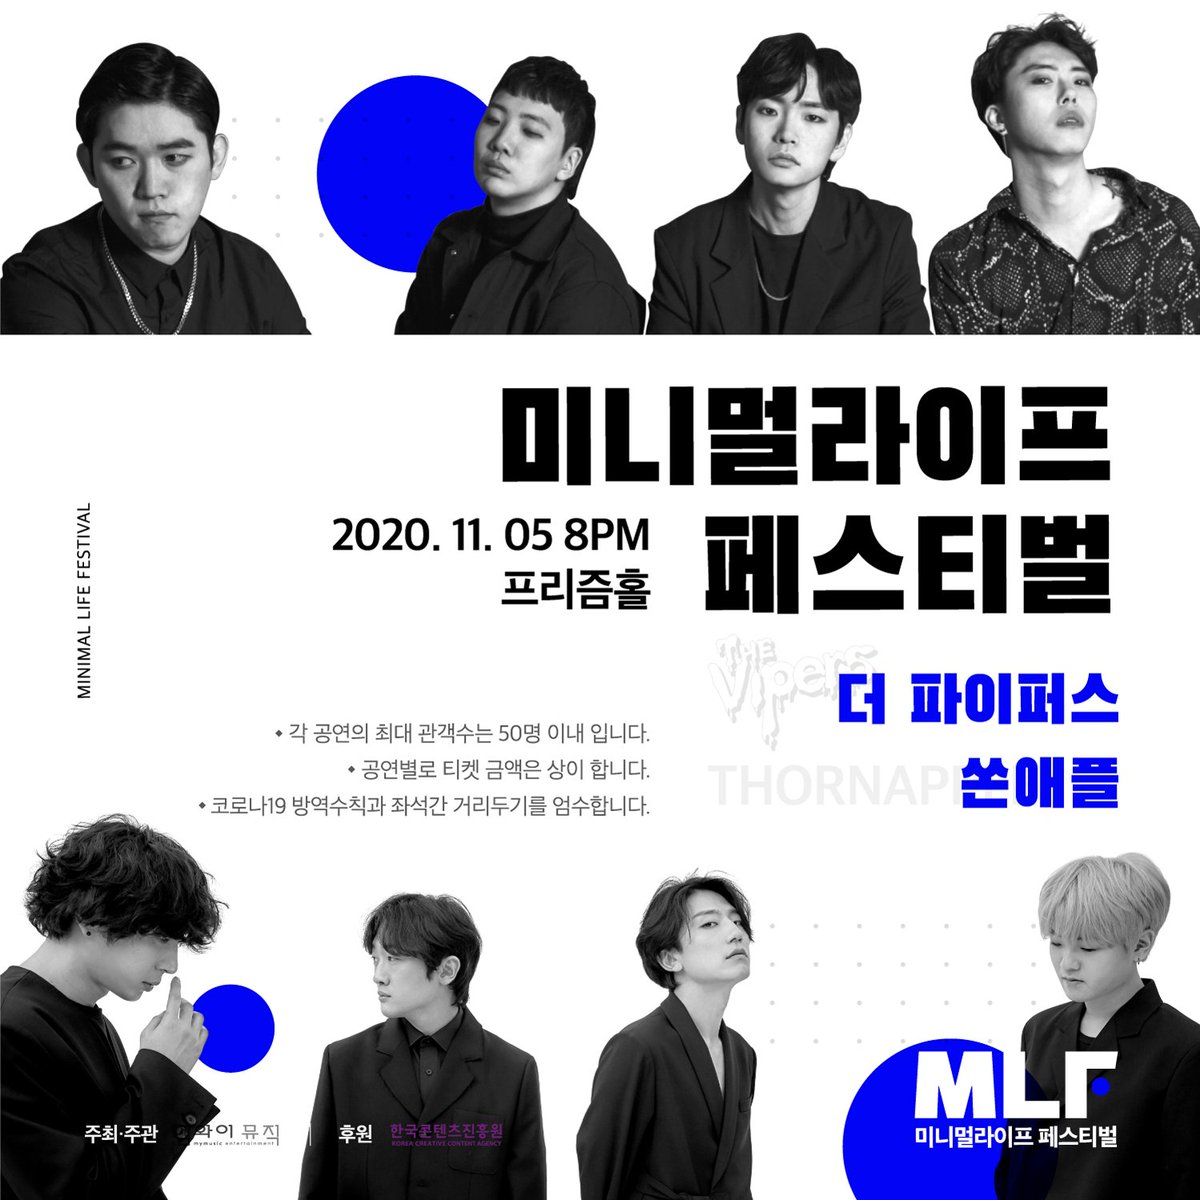 미니멀라이프
페스티벌
2020. 11. 05 8PM
프리즘홀
MINIMAL LIFE FESTIVAL
THE
Vipers
더 파이퍼스
THORNAPP
쏜애플
◆ 각 공연의 최대 관객수는 50명 이내 입니다.
◆ 공연별로 티켓 금액은 상이 합니다.
◆ 코로나19 방역수칙과 좌석간 거리두기를 엄수합니다.
MLF
미니멀라이프 페스티벌
주최·주관
뮤직
mymusic entertainment
후원
한국콘텐츠진흥원
KOREA CREATIVE CONTENT AGENCY